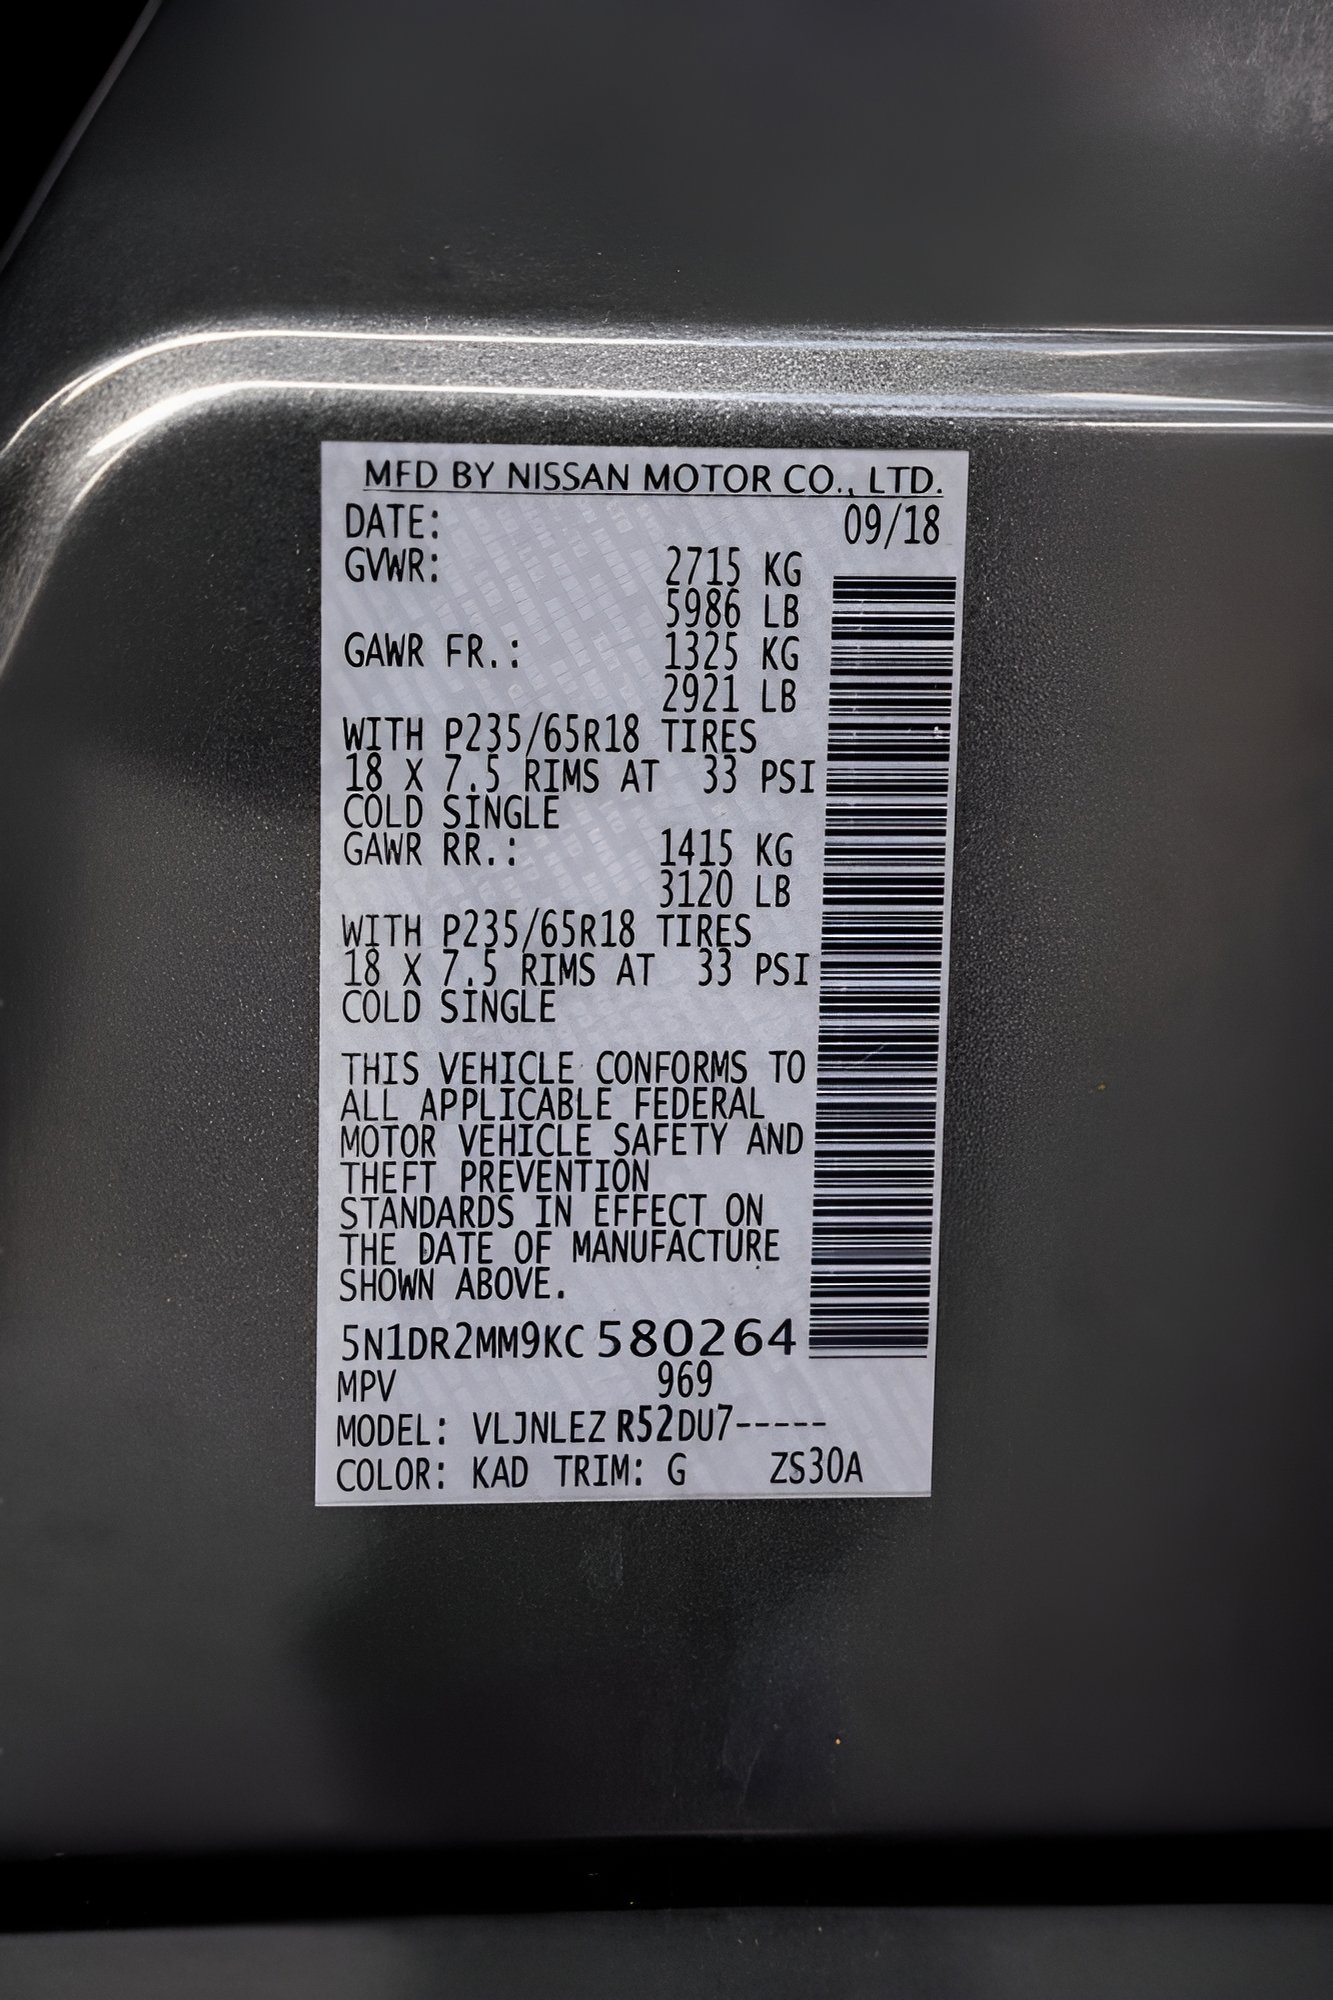 MFD BY NISSAN MOTOR CO., LTD.
DATE: 09/18
GVWR: 2715 KG
5986 LB
GAWR FR.: 1325 KG
2921 LB
WITH P235/65R18 TIRES
18 X 7.5 RIMS AT 33 PSI
COLD SINGLE
GAWR RR.: 1415 KG
3120 LB
WITH P235/65R18 TIRES
18 X 7.5 RIMS AT 33 PSI
COLD SINGLE
THIS VEHICLE CONFORMS TO
ALL APPLICABLE FEDERAL
MOTOR VEHICLE SAFETY AND
THEFT PREVENTION
STANDARDS IN EFFECT ON
THE DATE OF MANUFACTURE
SHOWN ABOVE.
5N1DR2MM9KC580264
MPV 969
MODEL: VLJNLEZR52DU7-----
COLOR: KAD TRIM: G ZS30A